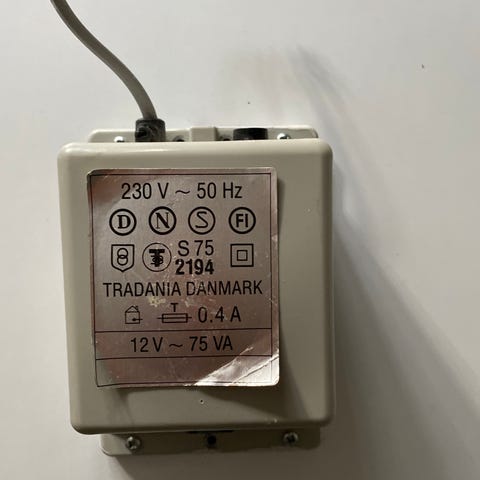 230 V ~ 50 Hz
D N S FI
S 75
2194
TRADANIA DANMARK
T
0.4 A
12 V ~ 75 VA